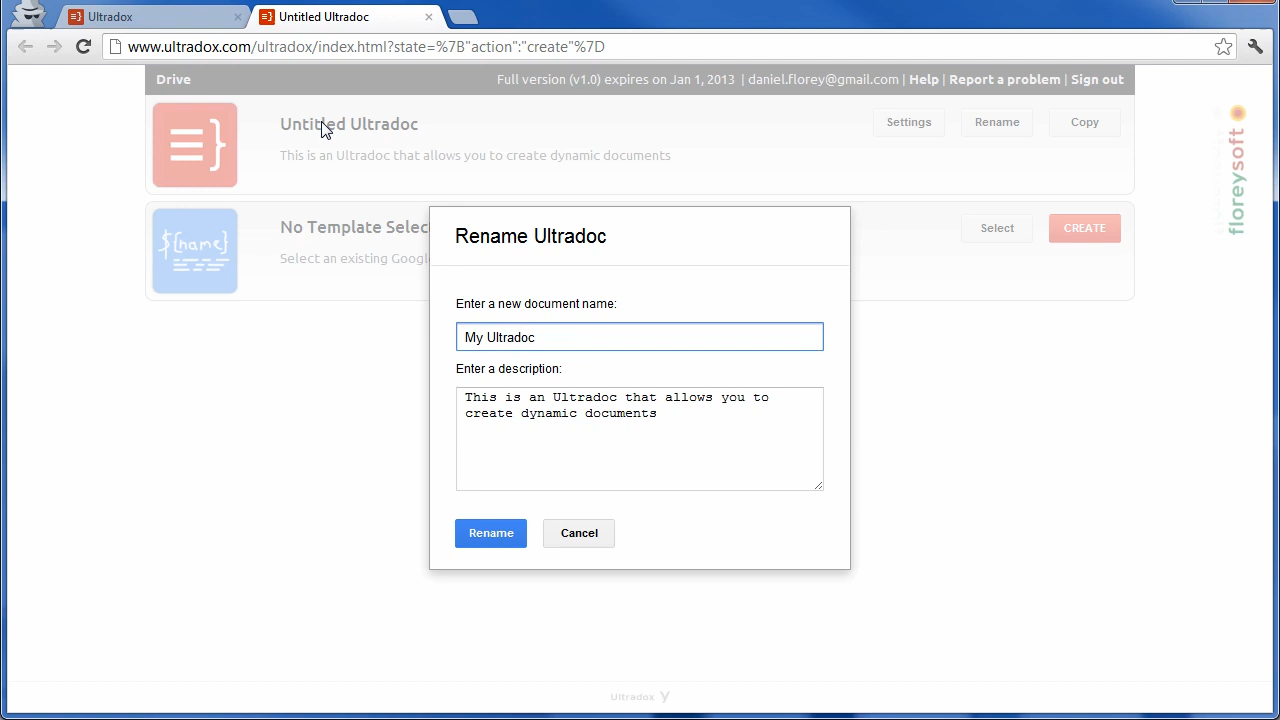 Ultradox
Untitled Ultradoc
www.ultradox.com/ultradox/index.html?state=%7B"action":"create"%7D
Drive
Full version (v1.0) expires on Jan 1, 2013 | daniel.florey@gmail.com | Help | Report a problem | Sign out
Untitled Ultradoc
Settings
Rename
Copy
This is an Ultradoc that allows you to create dynamic documents
floreysoft
${name}
No Template Selec
Select
CREATE
Select an existing Google
Rename Ultradoc
Enter a new document name:
My Ultradoc
Enter a description:
This is an Ultradoc that allows you to
create dynamic documents
Rename
Cancel
Ultradox